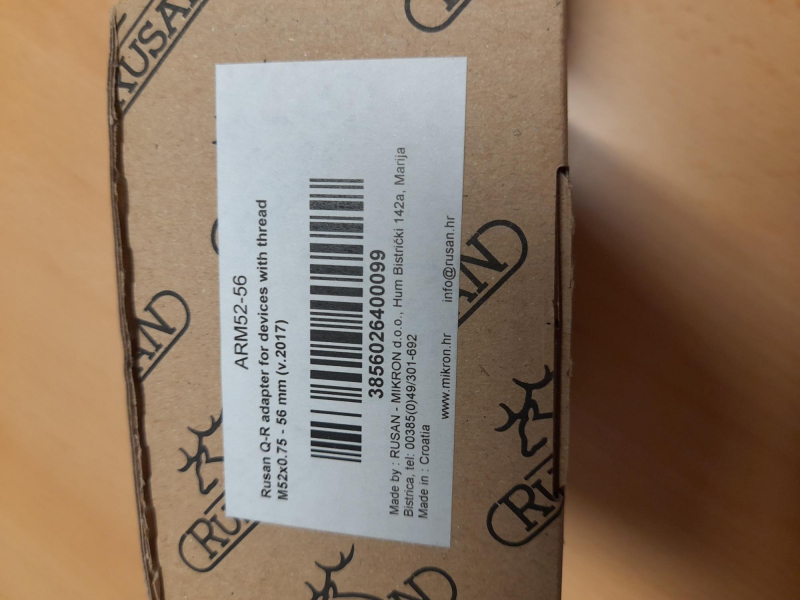 ARM52-56
Rusan Q-R adapter for devices with thread
M52x0.75 - 56 mm (v.2017)
3856026400099
Made by : RUSAN - MIKRON d.o.o., Hum Bistrički 142a, Marija
Bistrica, tel: 00385(0)49/301-692
Made in : Croatia
www.mikron.hr info@rusan.hr
RUSAN
RUSAN